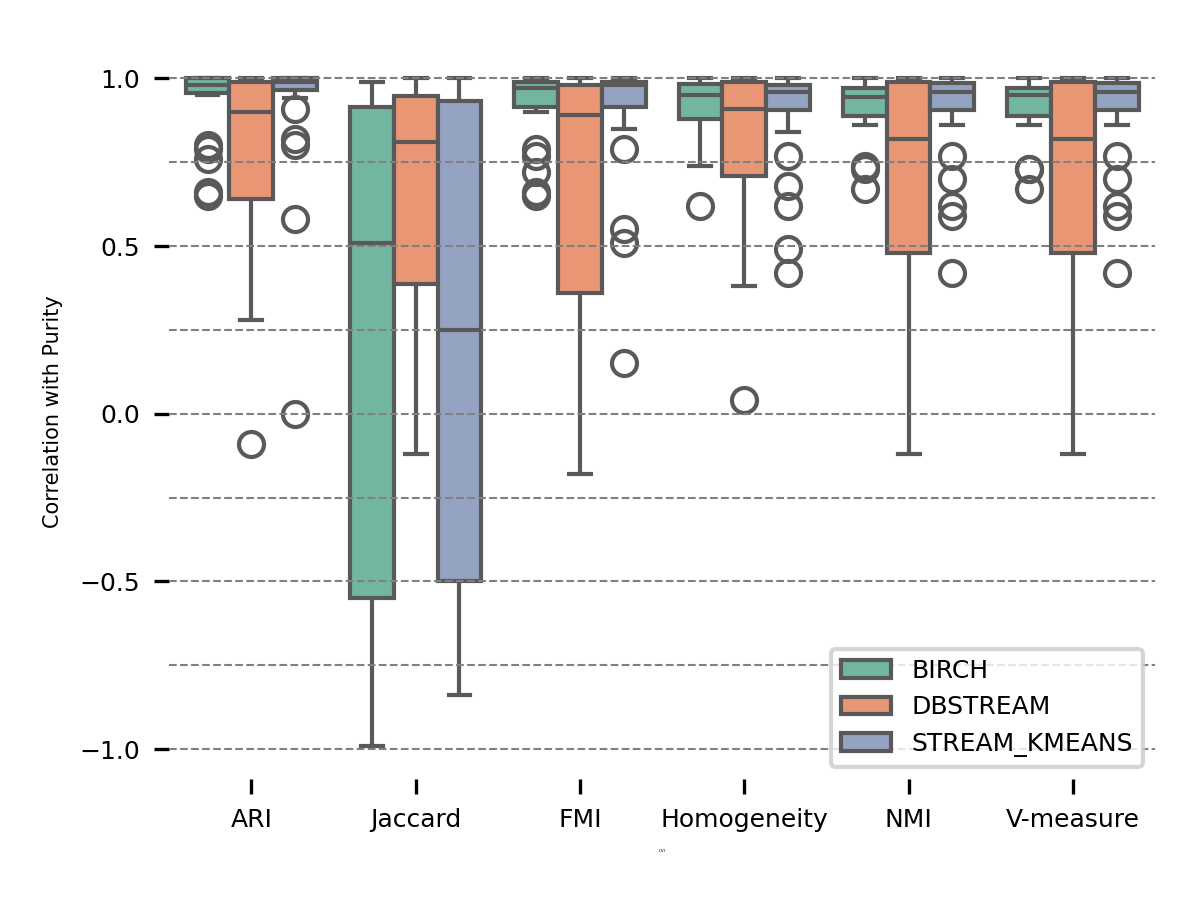 Correlation with Purity
1.0
0.5
0.0
−0.5
−1.0
ARI Jaccard FMI Homogeneity NMI V-measure
BIRCH
DBSTREAM
STREAM_KMEANS